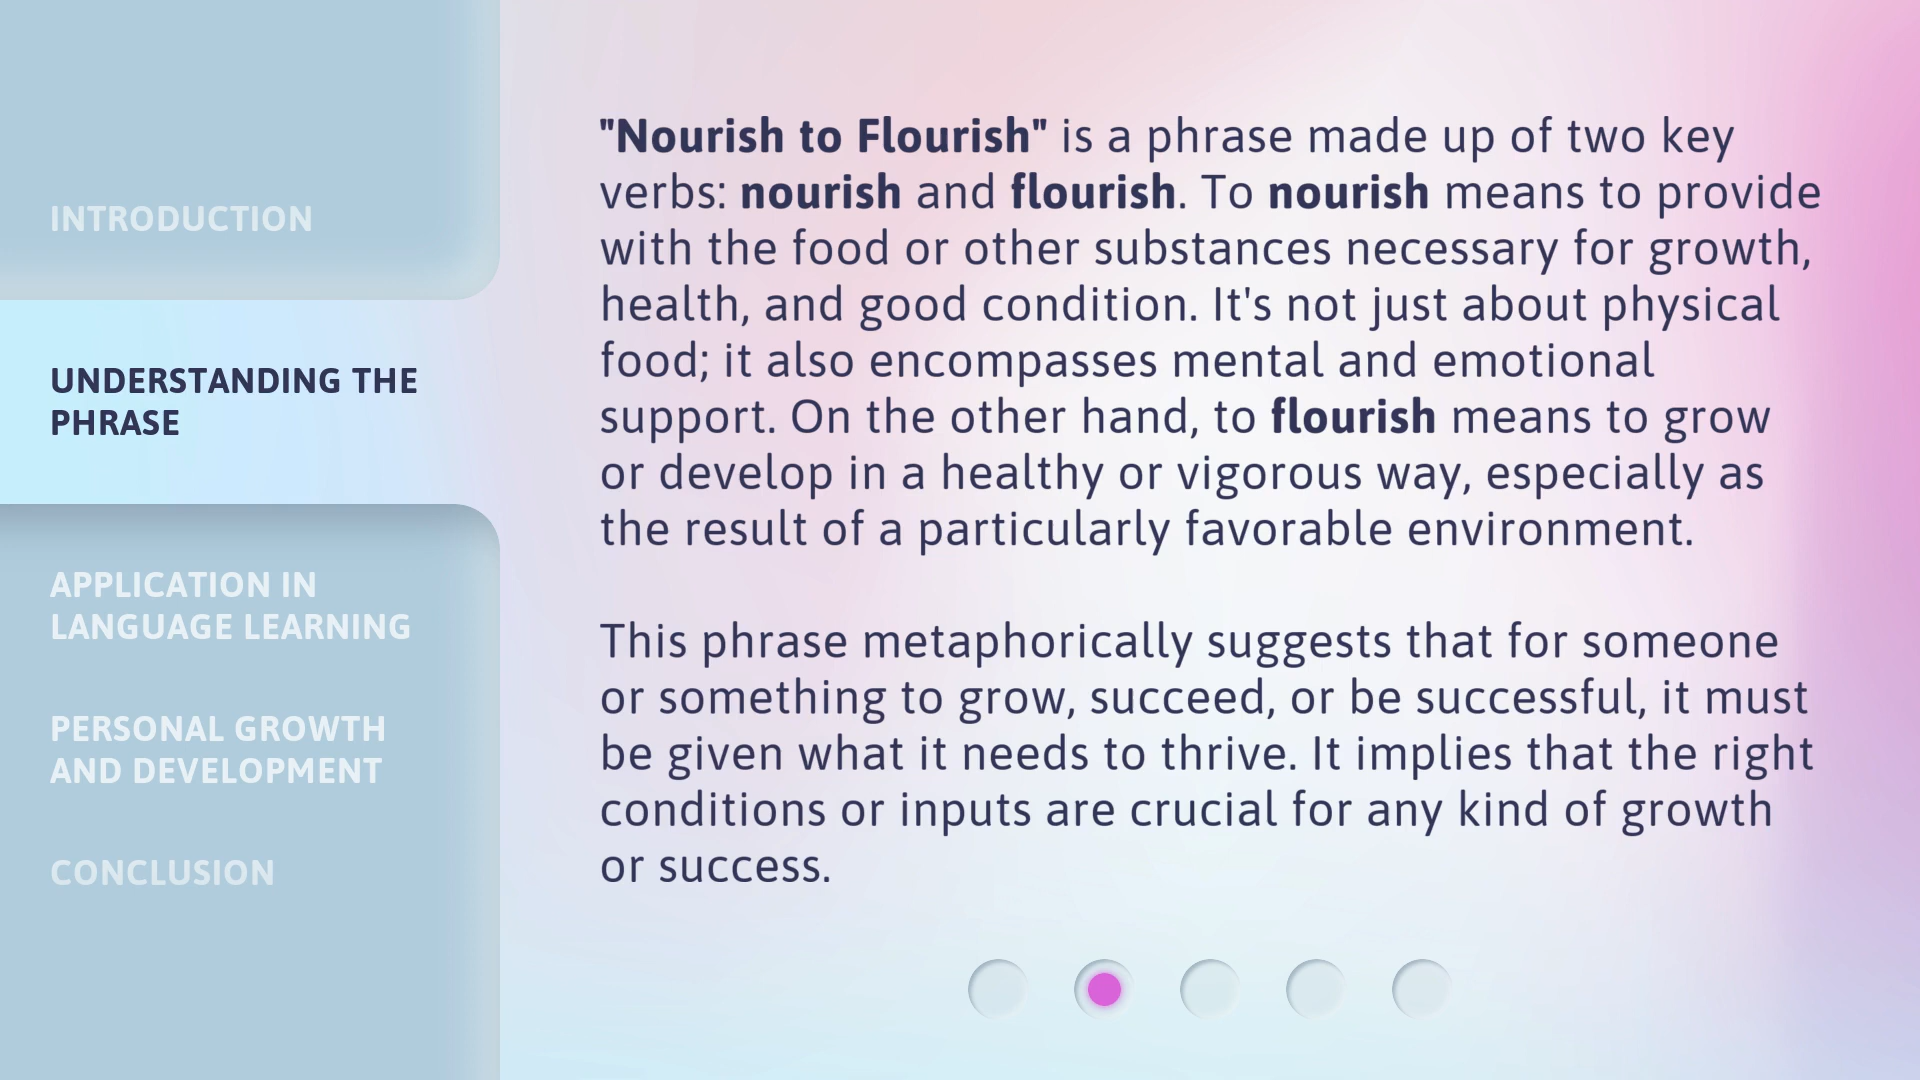 INTRODUCTION
UNDERSTANDING THE
PHRASE
APPLICATION IN
LANGUAGE LEARNING
PERSONAL GROWTH
AND DEVELOPMENT
CONCLUSION
"Nourish to Flourish" is a phrase made up of two key
verbs: nourish and flourish. To nourish means to provide
with the food or other substances necessary for growth,
health, and good condition. It's not just about physical
food; it also encompasses mental and emotional
support. On the other hand, to flourish means to grow
or develop in a healthy or vigorous way, especially as
the result of a particularly favorable environment.
This phrase metaphorically suggests that for someone
or something to grow, succeed, or be successful, it must
be given what it needs to thrive. It implies that the right
conditions or inputs are crucial for any kind of growth
or success.